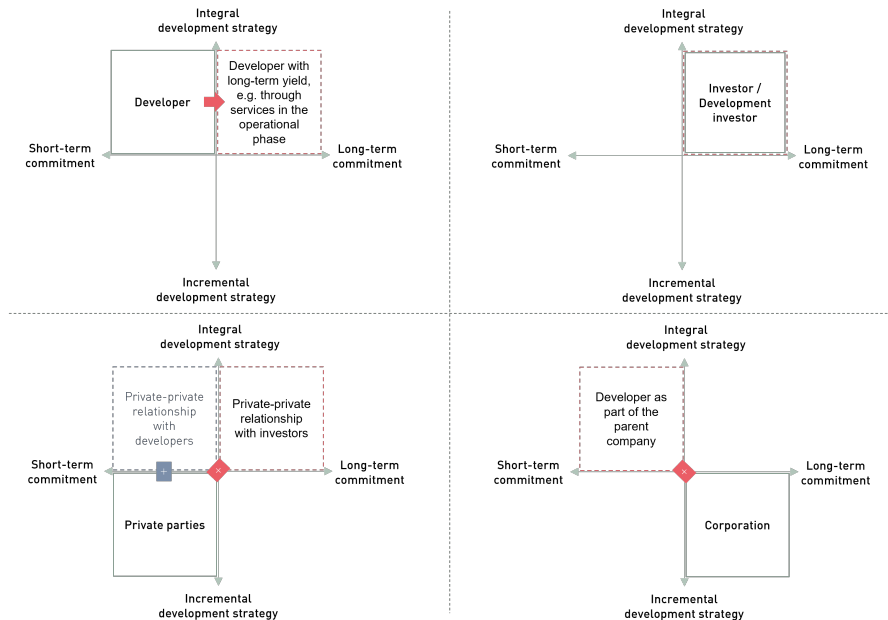 Integral
development strategy
Developer
Developer with
long-term yield,
e.g. through
services in the
operational
phase
Short-term
commitment
Long-term
commitment
Incremental
development strategy
Integral
development strategy
Investor /
Development
investor
Short-term
commitment
Long-term
commitment
Incremental
development strategy
Integral
development strategy
Private-private
relationship
with
developers
Private-private
relationship
with investors
Short-term
commitment
Long-term
commitment
Private parties
Incremental
development strategy
Integral
development strategy
Developer as
part of the
parent
company
Short-term
commitment
Long-term
commitment
Corporation
Incremental
development strategy